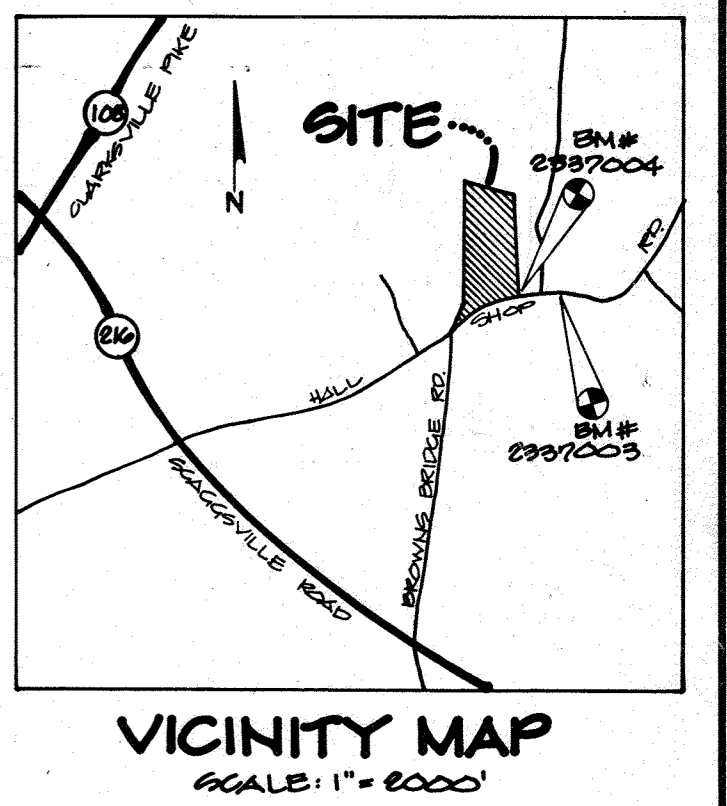 108
CLARKSVILLE PIKE
SITE
BM#
2337004
N
RD.
216
SHOP
HALL
BM#
2337003
BROWNS BRIDGE RD.
SCAGGSVILLE ROAD
VICINITY MAP
SCALE: 1" = 2000'